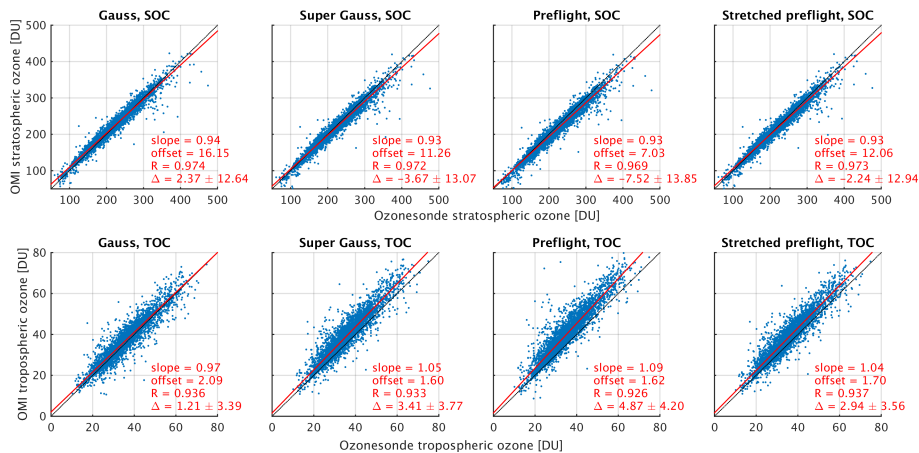 Gauss, SOC
Super Gauss, SOC
Preflight, SOC
Stretched preflight, SOC
OMI stratospheric ozone [DU]
500
400
300
200
100
slope = 0.94
offset = 16.15
R = 0.974
Δ = 2.37 ± 12.64
slope = 0.93
offset = 11.26
R = 0.972
Δ = -3.67 ± 13.07
slope = 0.93
offset = 7.03
R = 0.969
Δ = -7.52 ± 13.85
slope = 0.93
offset = 12.06
R = 0.973
Δ = -2.24 ± 12.94
100 200 300 400 500
100 200 300 400 500
100 200 300 400 500
100 200 300 400 500
Ozonesonde stratospheric ozone [DU]
Gauss, TOC
Super Gauss, TOC
Preflight, TOC
Stretched preflight, TOC
OMI tropospheric ozone [DU]
80
60
40
20
0
slope = 0.97
offset = 2.09
R = 0.936
Δ = 1.21 ± 3.39
slope = 1.05
offset = 1.60
R = 0.933
Δ = 3.41 ± 3.77
slope = 1.09
offset = 1.62
R = 0.926
Δ = 4.87 ± 4.20
slope = 1.04
offset = 1.70
R = 0.937
Δ = 2.94 ± 3.56
0 20 40 60 80
0 20 40 60 80
0 20 40 60 80
0 20 40 60 80
Ozonesonde tropospheric ozone [DU]